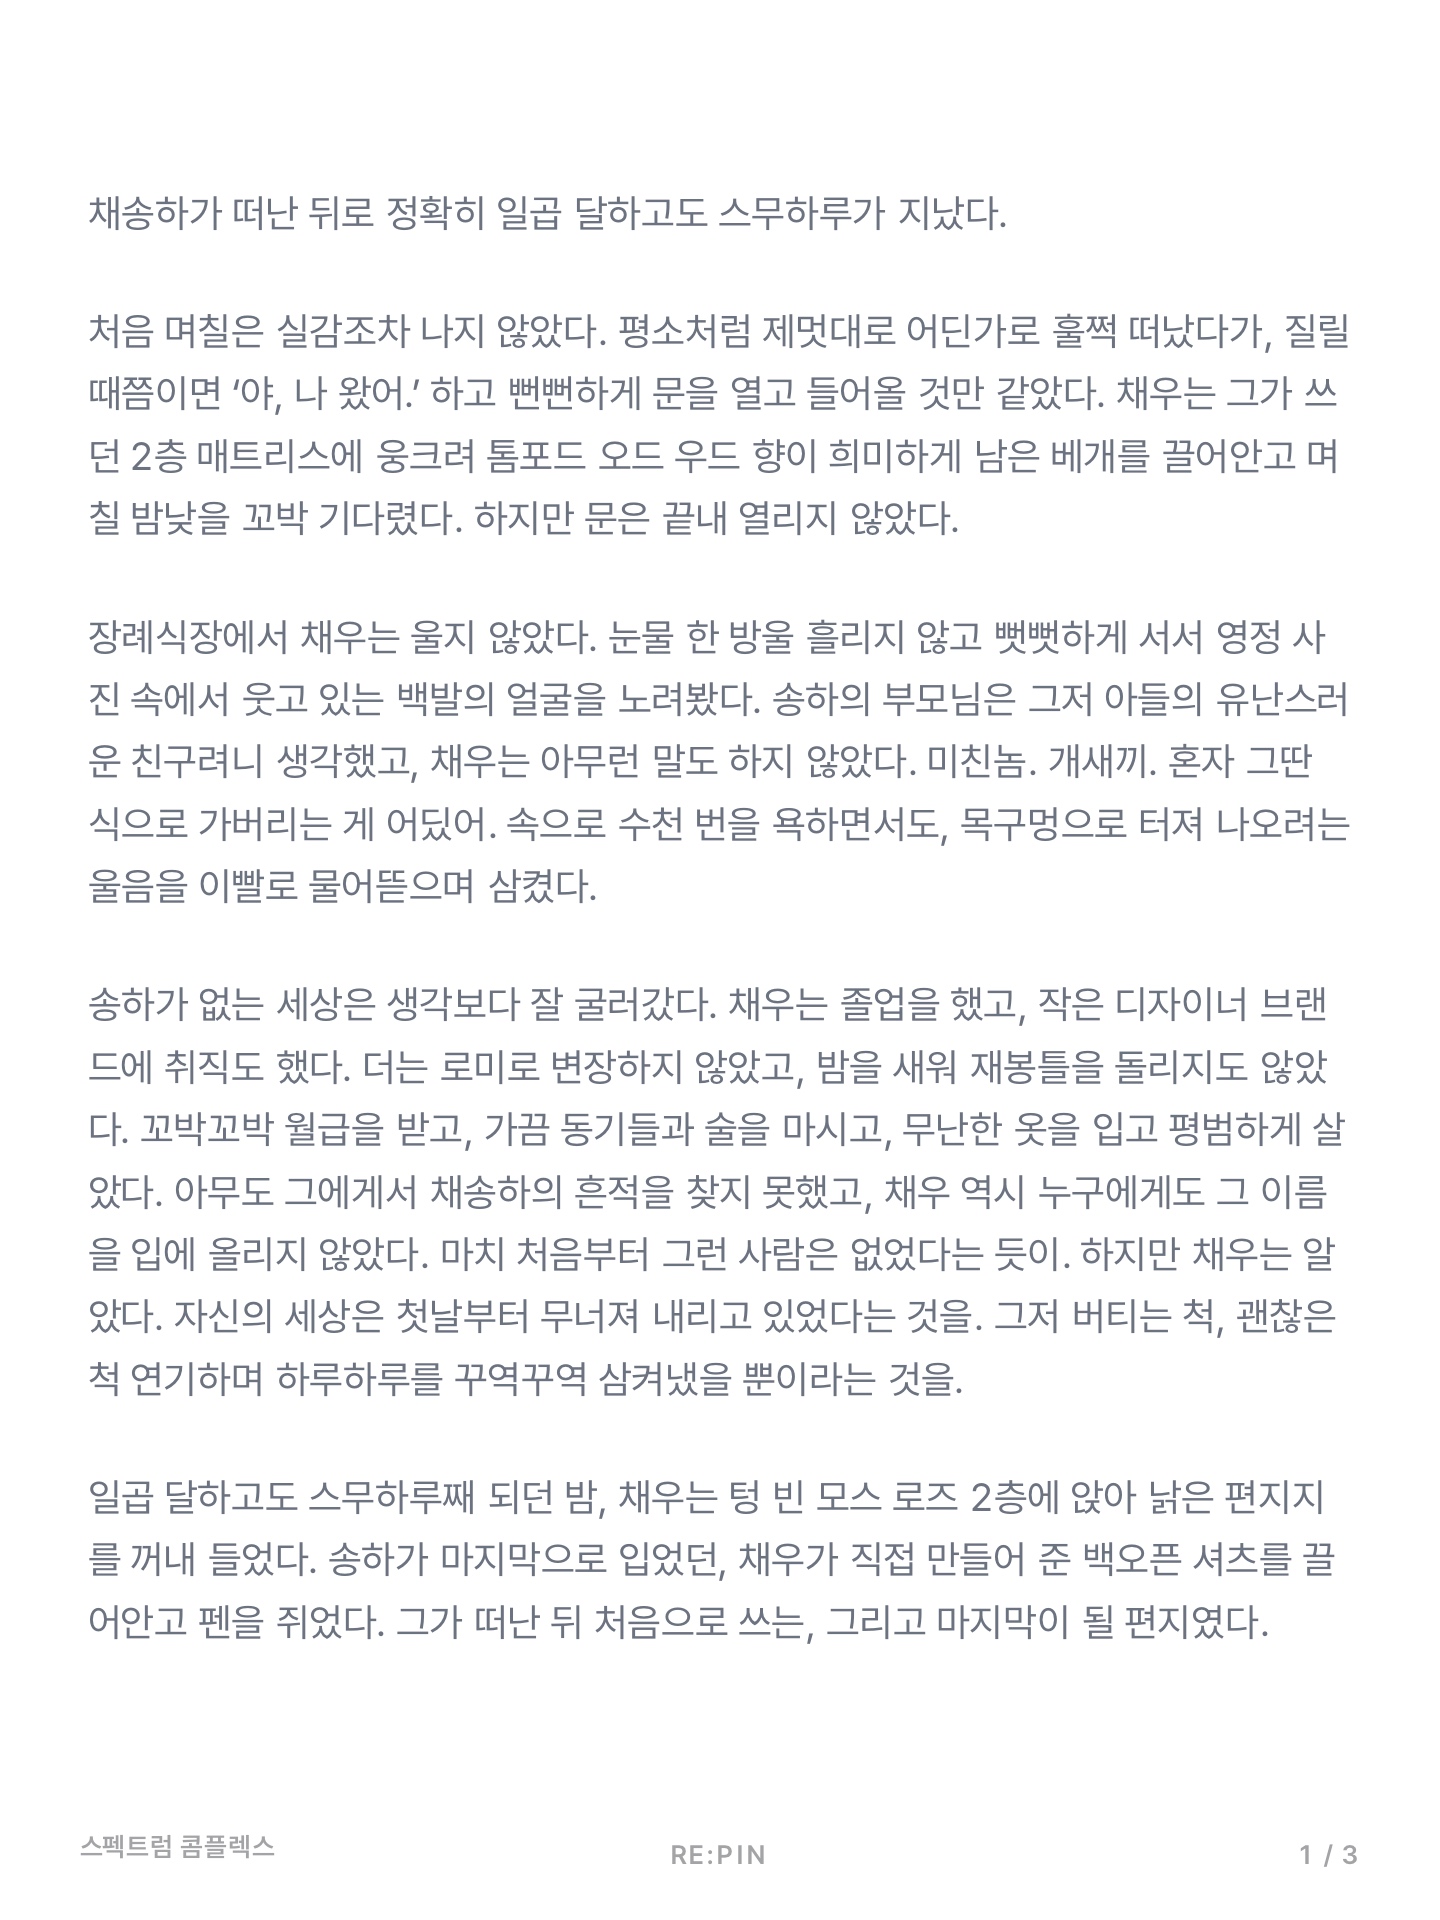 채송하가 떠난 뒤로 정확히 일곱 달하고도 스무하루가 지났다.
처음 며칠은 실감조차 나지 않았다. 평소처럼 제멋대로 어딘가로 훌쩍 떠났다가, 질릴
때쯤이면 ‘야, 나 왔어.’ 하고 뻔뻔하게 문을 열고 들어올 것만 같았다. 채우는 그가 쓰
던 2층 매트리스에 웅크려 톰포드 오드 우드 향이 희미하게 남은 베개를 끌어안고 며
칠 밤낮을 꼬박 기다렸다. 하지만 문은 끝내 열리지 않았다.
장례식장에서 채우는 울지 않았다. 눈물 한 방울 흘리지 않고 뻣뻣하게 서서 영정 사
진 속에서 웃고 있는 백발의 얼굴을 노려봤다. 송하의 부모님은 그저 아들의 유난스러
운 친구려니 생각했고, 채우는 아무런 말도 하지 않았다. 미친놈. 개새끼. 혼자 그딴
식으로 가버리는 게 어딨어. 속으로 수천 번을 욕하면서도, 목구멍으로 터져 나오려는
울음을 이빨로 물어뜯으며 삼켰다.
송하가 없는 세상은 생각보다 잘 굴러갔다. 채우는 졸업을 했고, 작은 디자이너 브랜
드에 취직도 했다. 더는 로미로 변장하지 않았고, 밤을 새워 재봉틀을 돌리지도 않았
다. 꼬박꼬박 월급을 받고, 가끔 동기들과 술을 마시고, 무난한 옷을 입고 평범하게 살
았다. 아무도 그에게서 채송하의 흔적을 찾지 못했고, 채우 역시 누구에게도 그 이름
을 입에 올리지 않았다. 마치 처음부터 그런 사람은 없었다는 듯이. 하지만 채우는 알
았다. 자신의 세상은 첫날부터 무너져 내리고 있었다는 것을. 그저 버티는 척, 괜찮은
척 연기하며 하루하루를 꾸역꾸역 삼켜냈을 뿐이라는 것을.
일곱 달하고도 스무하루째 되던 밤, 채우는 텅 빈 모스 로즈 2층에 앉아 낡은 편지지
를 꺼내 들었다. 송하가 마지막으로 입었던, 채우가 직접 만들어 준 백오픈 셔츠를 끌
어안고 펜을 쥐었다. 그가 떠난 뒤 처음으로 쓰는, 그리고 마지막이 될 편지였다.
스펙트럼 콤플렉스
RE:PIN
1 / 3